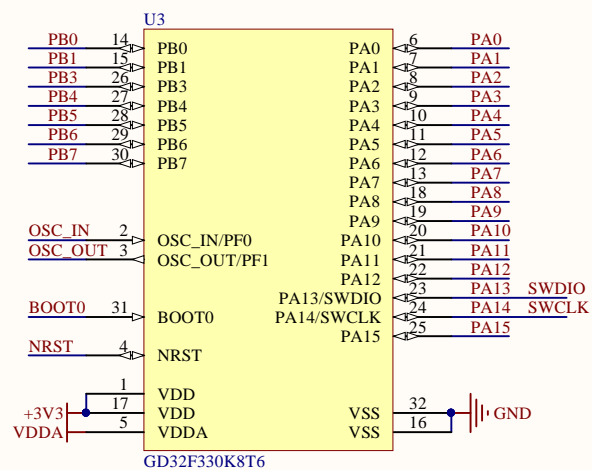 U3
PB0 14 PB0 PA0 6 PA0
PB1 15 PB1 PA1 7 PA1
PB3 26 PB3 PA2 8 PA2
PB4 27 PB4 PA3 9 PA3
PB5 28 PB5 PA4 10 PA4
PB6 29 PB6 PA5 11 PA5
PB7 30 PB7 PA6 12 PA6
PA7 13 PA7
PA8 18 PA8
PA9 19 PA9
OSC_IN 2 OSC_IN/PF0 PA10 20 PA10
OSC_OUT 3 OSC_OUT/PF1 PA11 21 PA11
PA12 22 PA12
PA13/SWDIO 23 PA13 SWDIO
BOOT0 31 BOOT0 PA14/SWCLK 24 PA14 SWCLK
PA15 25 PA15
NRST 4 NRST
1 VDD
+3V3 17 VDD VSS 32 GND
VDDA 5 VDDA VSS 16
GD32F330K8T6